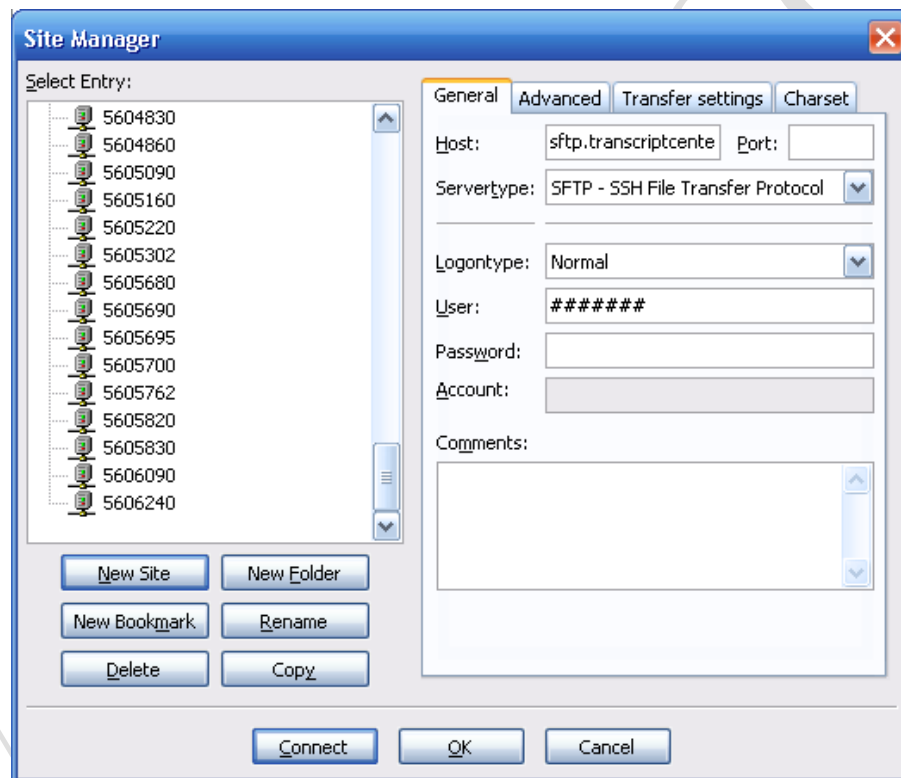 Site Manager
Select Entry:
5604830
5604860
5605090
5605160
5605220
5605302
5605680
5605690
5605695
5605700
5605762
5605820
5605830
5606090
5606240
New Site New Folder
New Bookmark Rename
Delete Copy
General Advanced Transfer settings Charset
Host: sftp.transcriptcente Port:
Servertype: SFTP - SSH File Transfer Protocol
Logontype: Normal
User: #######
Password:
Account:
Comments:
Connect OK Cancel